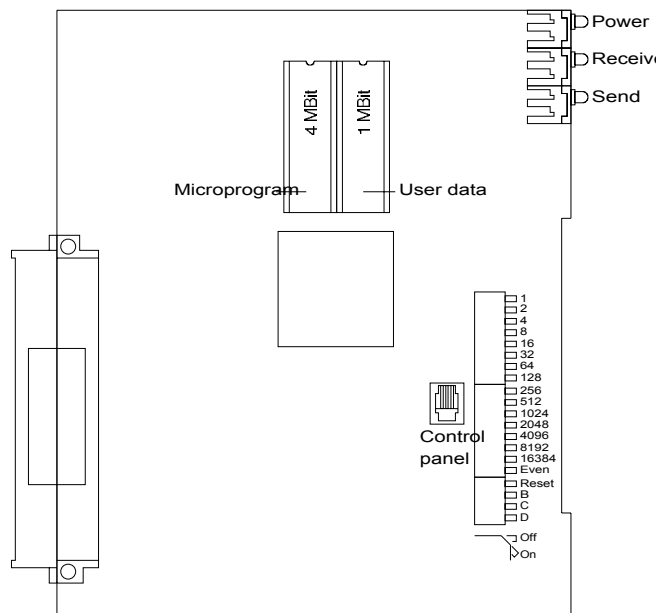 Power
Receive
Send
4 MBit
1 MBit
Microprogram
User data
1
2
4
8
16
32
64
128
256
512
1024
2048
4096
8192
16384
Even
Control
panel
Reset
B
C
D
Off
On